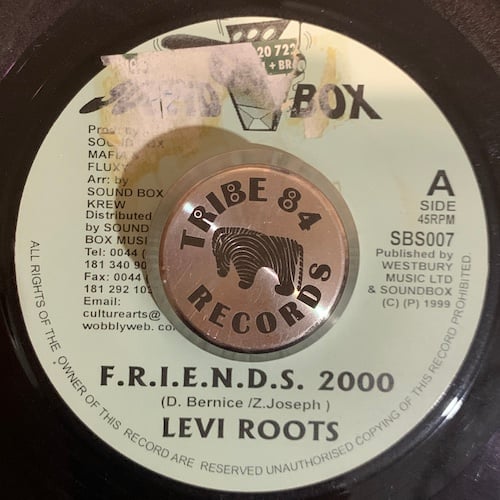 20 722
BOX
SOUND BOX
MAFIA
FLUXY
Arr: by
SOUND BOX
KREW
Distributed
by SOUND
BOX MUSI
Tel: 0044
181 340 90
Fax: 0044
181 292 103
Email:
culturearts@
wobblyweb.co
TRIBE 84
RECORDS
A
SIDE
45RPM
SBS007
Published by
WESTBURY
MUSIC LTD
& SOUNDBOX
(C) (P) 1999
F.R.I.E.N.D.S. 2000
(D. Bernice /Z.Joseph )
LEVI ROOTS
ALL RIGHTS OF THE OWNER OF THIS RECORD ARE RESERVED UNAUTHORISED COPYING OF THIS RECORD PROHIBITED.